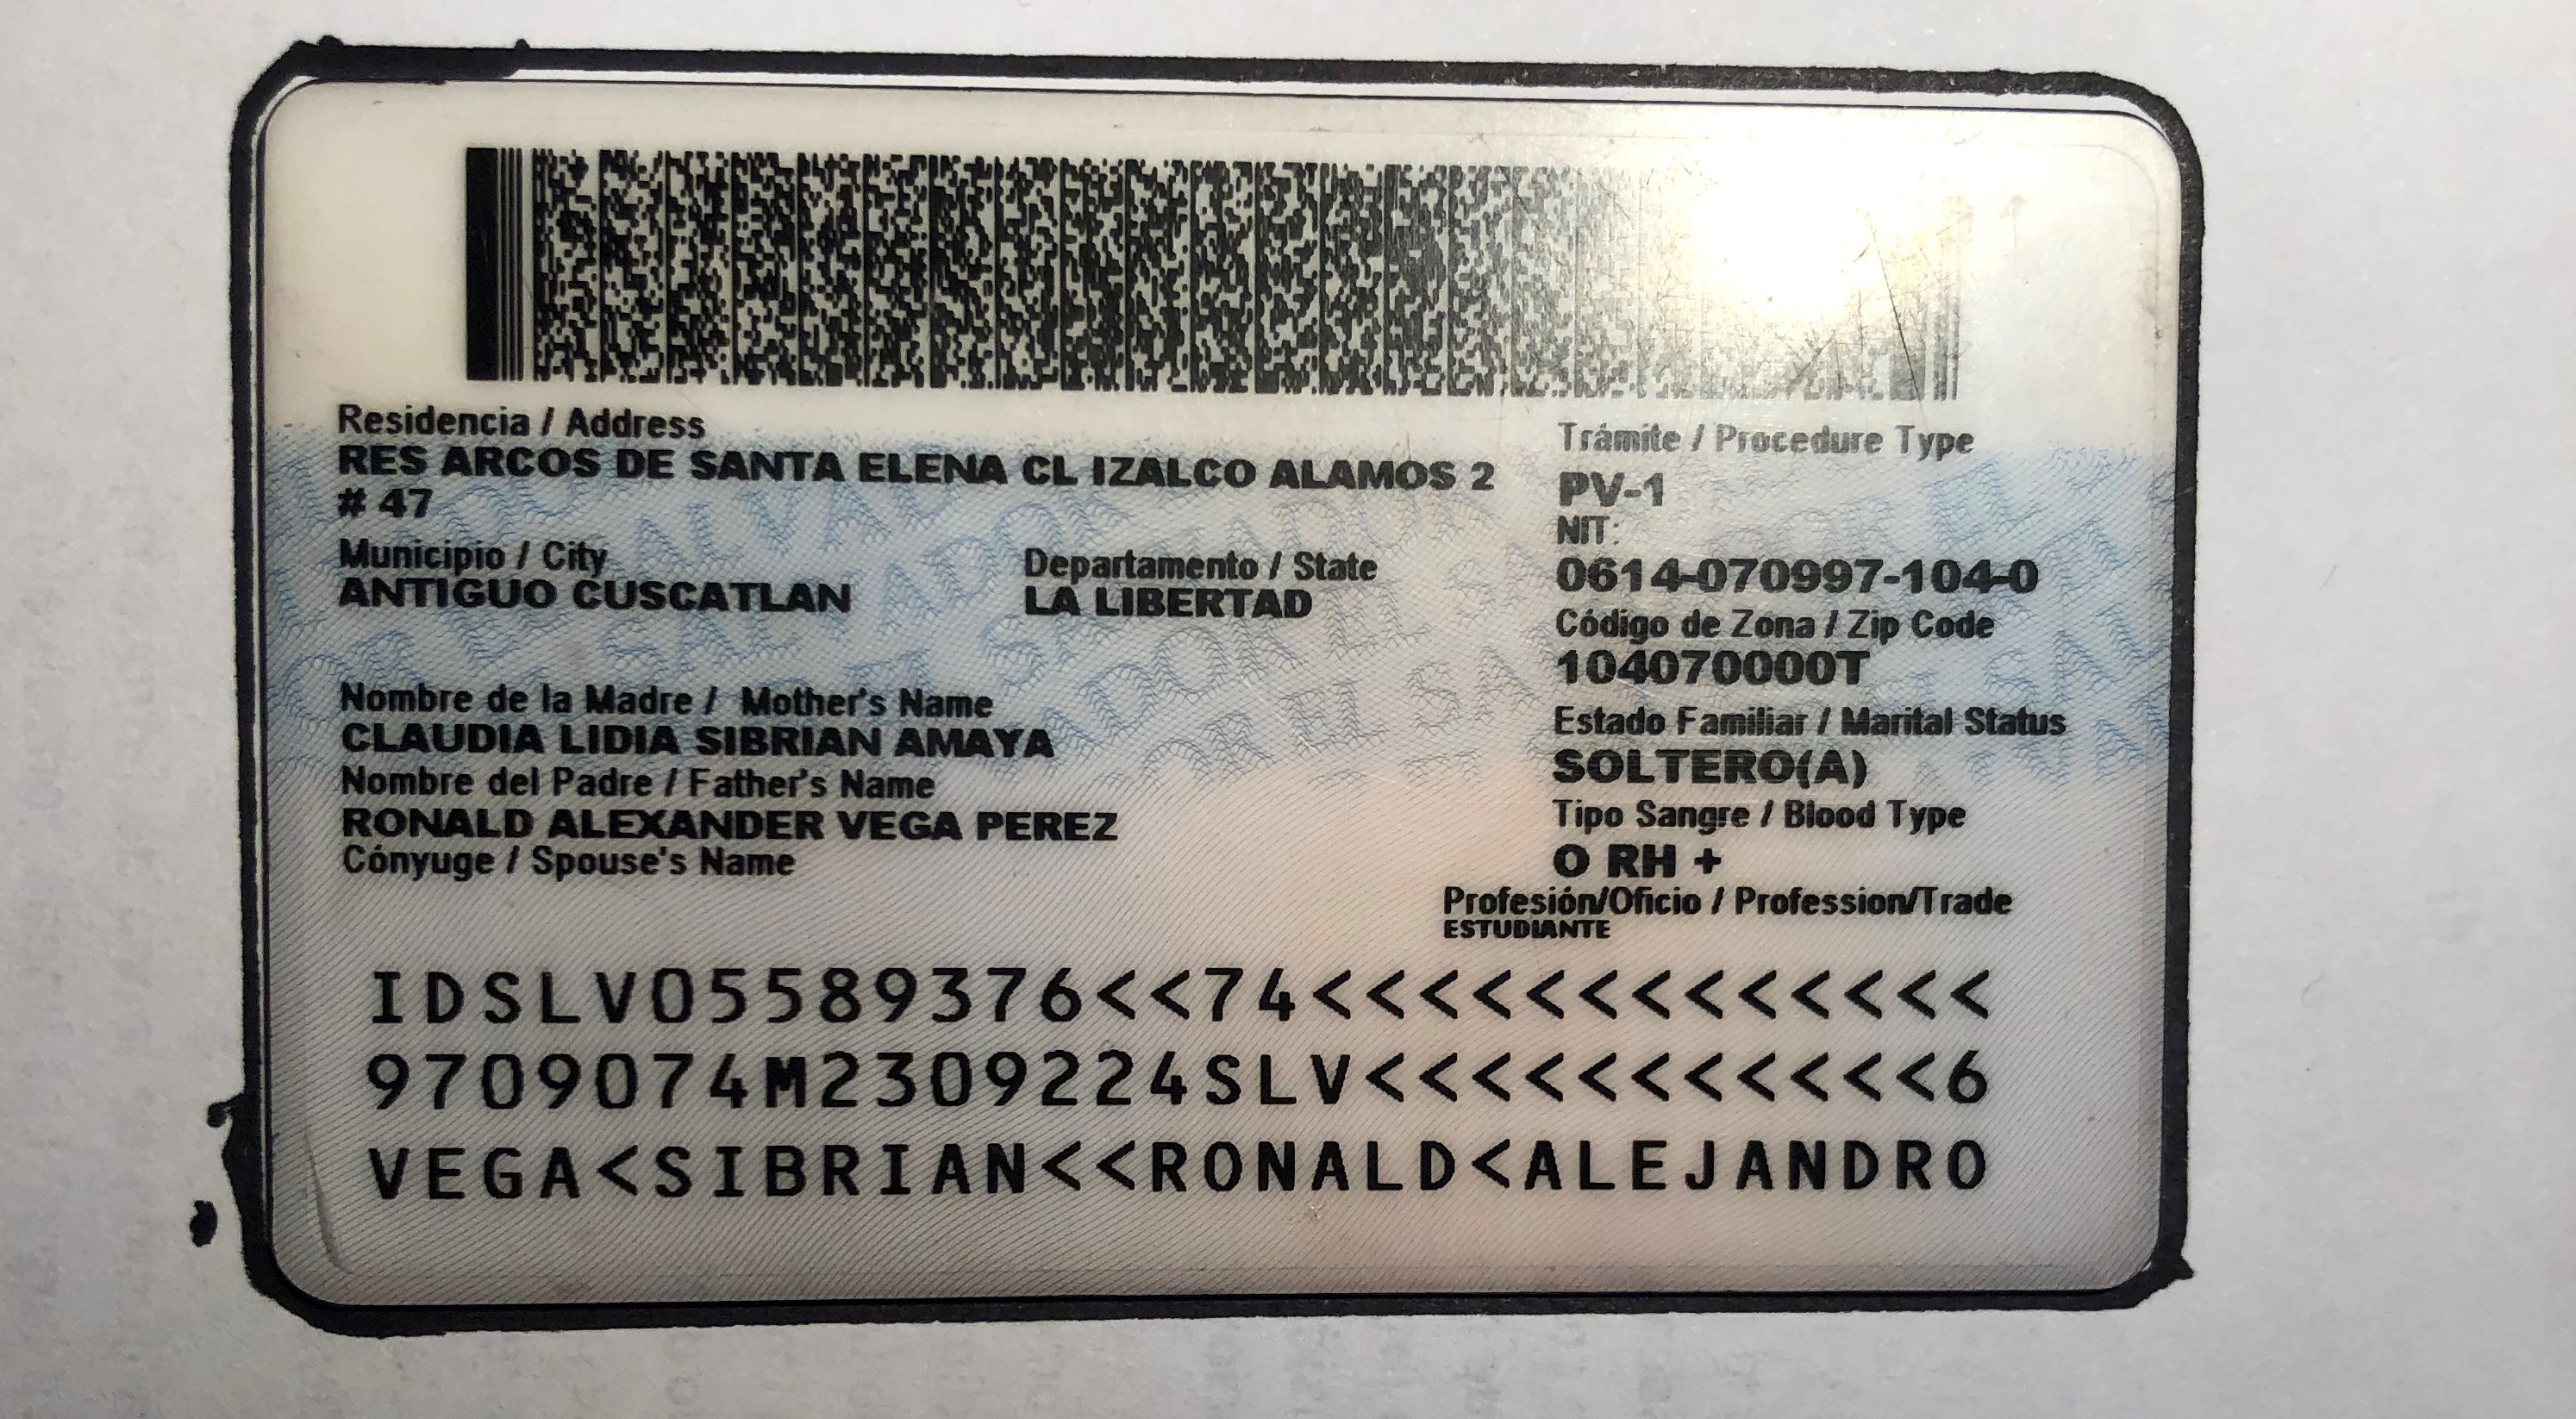 Residencia / Address
RES ARCOS DE SANTA ELENA CL IZALCO ALAMOS 2
# 47
Municipio / City
ANTIGUO CUSCATLAN
Departamento / State
LA LIBERTAD
Nombre de la Madre / Mother's Name
CLAUDIA LIDIA SIBRIAN AMAYA
Nombre del Padre / Father's Name
RONALD ALEXANDER VEGA PEREZ
Cónyuge / Spouse's Name
Trámite / Procedure Type
PV-1
NIT:
0614-070997-104-0
Código de Zona / Zip Code
104070000T
Estado Familiar / Marital Status
SOLTERO(A)
Tipo Sangre / Blood Type
O RH +
Profesión/Oficio / Profession/Trade
ESTUDIANTE
IDSLV05589376<<74<<<<<<<<<<<<<
9709074M2309224SLV<<<<<<<<<<<6
VEGA<SIBRIAN<<RONALD<ALEJANDRO